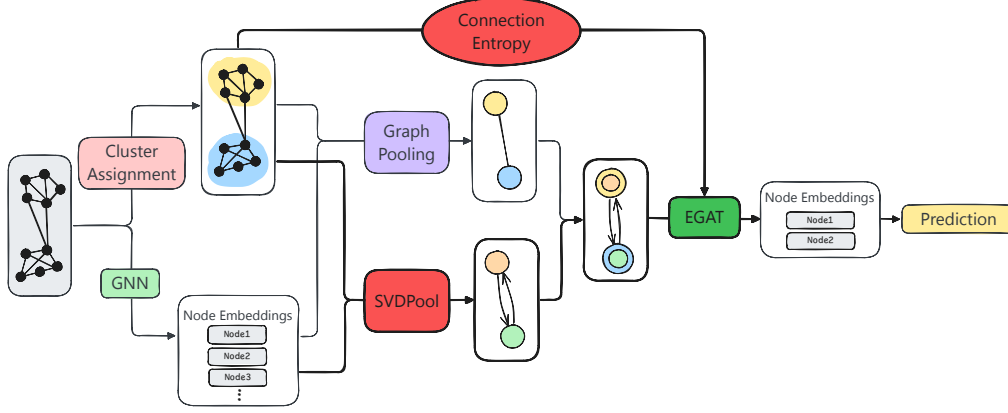 Connection
Entropy
Cluster
Assignment
Graph
Pooling
GNN
Node Embeddings
Node1
Node2
Node3
SVDPool
EGAT
Node Embeddings
Node1
Node2
Prediction